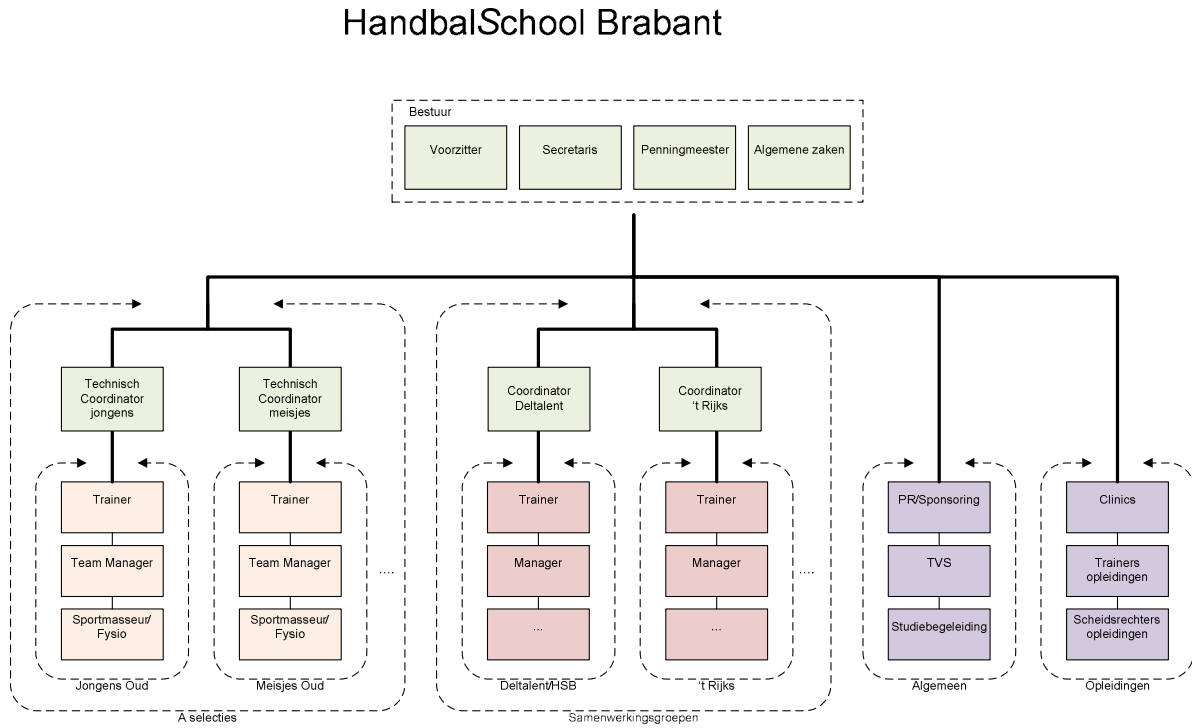 HandbalSchool Brabant
Bestuur
Voorzitter
Secretaris
Penningmeester
Algemene zaken
Technisch
Coordinator
jongens
Technisch
Coordinator
meisjes
Coordinator
Deltalent
Coordinator
‘t Rijks
Trainer
Team Manager
Sportmasseur/
Fysio
Jongens Oud
Trainer
Team Manager
Sportmasseur/
Fysio
Meisjes Oud
....
A selecties
Trainer
Manager
...
Deltalent/HSB
Trainer
Manager
...
‘t Rijks
....
Samenwerkingsgroepen
PR/Sponsoring
TVS
Studiebegeleiding
Algemeen
Clinics
Trainers
opleidingen
Scheidsrechters
opleidingen
Opleidingen